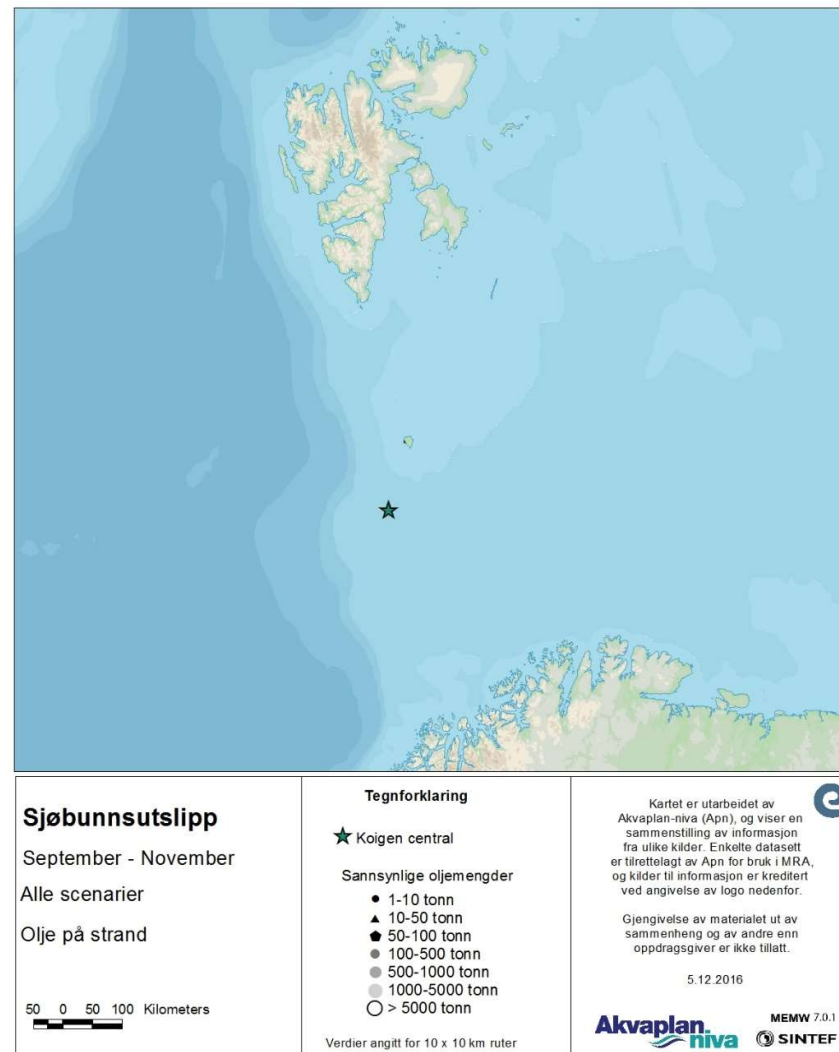 Sjøbunnsutslipp
September - November
Alle scenarier
Olje på strand
50 0 50 100 Kilometers
Tegnforklaring
Koigen central
Sannsynlige oljemengder
1-10 tonn
10-50 tonn
50-100 tonn
100-500 tonn
500-1000 tonn
1000-5000 tonn
> 5000 tonn
Verdier angitt for 10 x 10 km ruter
Kartet er utarbeidet av
Akvaplan-niva (Apn), og viser en
sammenstilling av informasjon
fra ulike kilder. Enkelte datasett
er tilrettelagt av Apn for bruk i MRA,
og kilder til informasjon er kreditert
ved angivelse av logo nedenfor.
Gjengivelse av materialet ut av
sammenheng og av andre enn
oppdragsgiver er ikke tillatt.
5.12.2016
Akvaplan
niva
MEMW 7.0.1
SINTEF